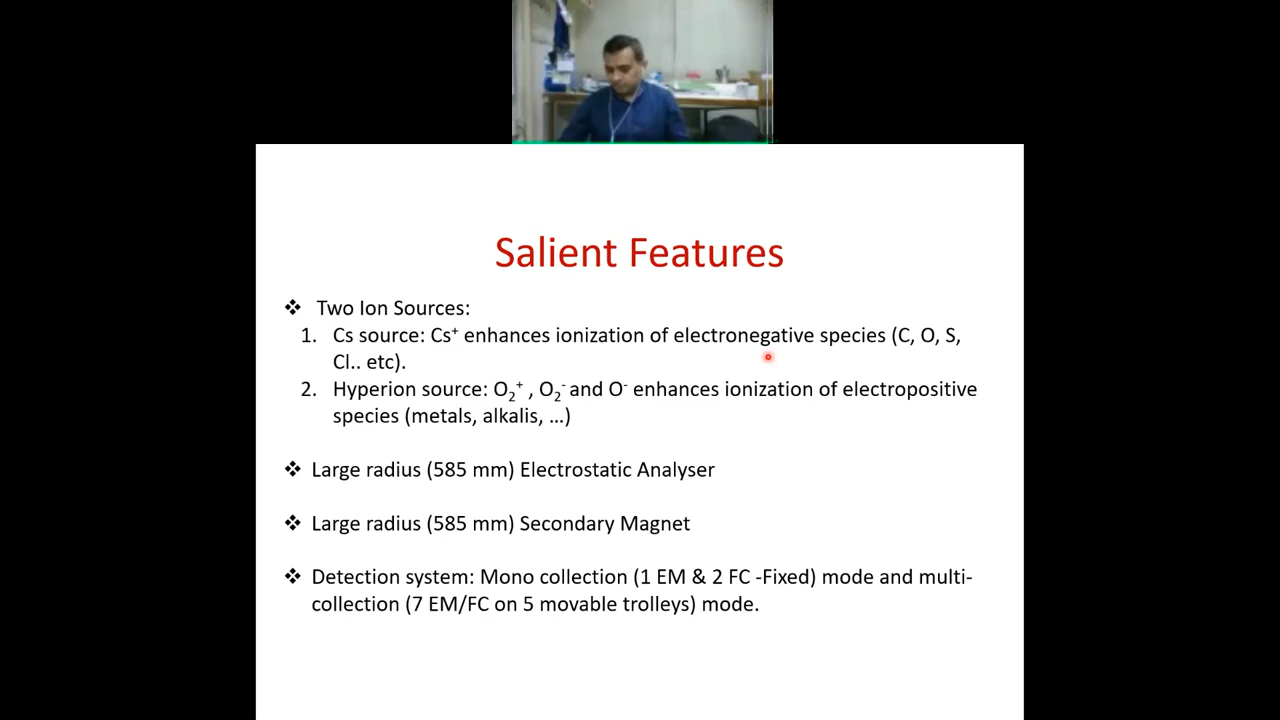 Salient Features
❖ Two Ion Sources:
1. Cs source: Cs⁺ enhances ionization of electronegative species (C, O, S,
Cl.. etc).
2. Hyperion source: O₂⁺ , O₂⁻ and O⁻ enhances ionization of electropositive
species (metals, alkalis, ...)
❖ Large radius (585 mm) Electrostatic Analyser
❖ Large radius (585 mm) Secondary Magnet
❖ Detection system: Mono collection (1 EM & 2 FC -Fixed) mode and multi-
collection (7 EM/FC on 5 movable trolleys) mode.